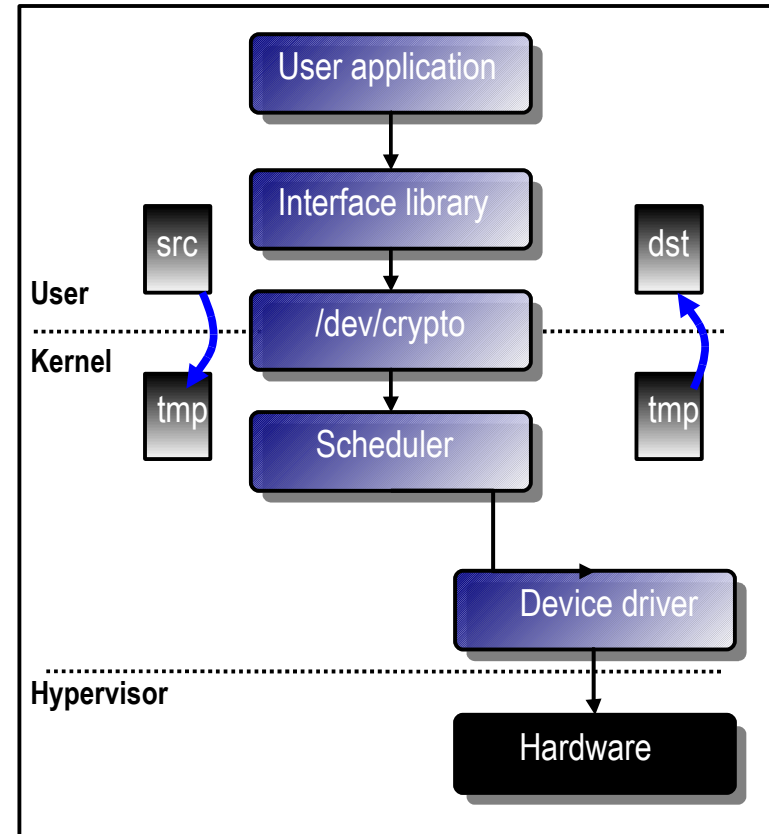 User application
Interface library
src
dst
User
/dev/crypto
Kernel
tmp
tmp
Scheduler
Device driver
Hypervisor
Hardware